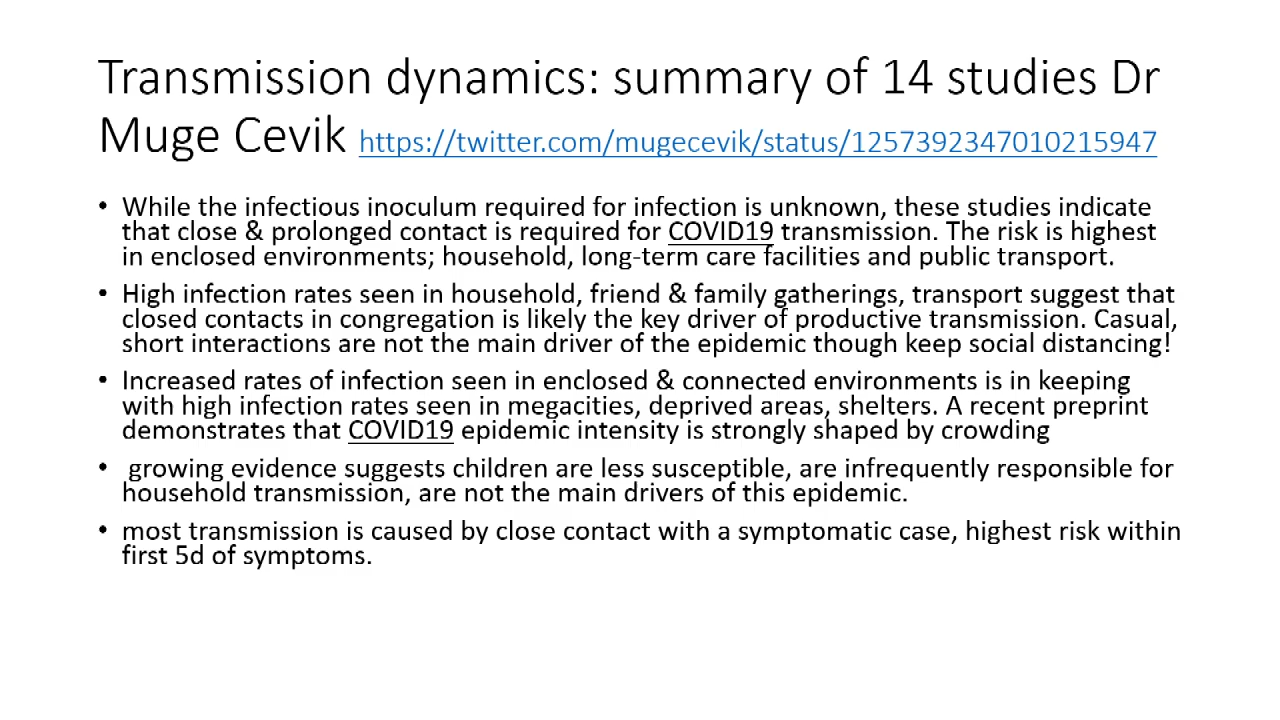 Transmission dynamics: summary of 14 studies Dr
Muge Cevik https://twitter.com/mugecevik/status/1257392347010215947
• While the infectious inoculum required for infection is unknown, these studies indicate
that close & prolonged contact is required for COVID19 transmission. The risk is highest
in enclosed environments; household, long-term care facilities and public transport.
• High infection rates seen in household, friend & family gatherings, transport suggest that
closed contacts in congregation is likely the key driver of productive transmission. Casual,
short interactions are not the main driver of the epidemic though keep social distancing!
• Increased rates of infection seen in enclosed & connected environments is in keeping
with high infection rates seen in megacities, deprived areas, shelters. A recent preprint
demonstrates that COVID19 epidemic intensity is strongly shaped by crowding
• growing evidence suggests children are less susceptible, are infrequently responsible for
household transmission, are not the main drivers of this epidemic.
• most transmission is caused by close contact with a symptomatic case, highest risk within
first 5d of symptoms.